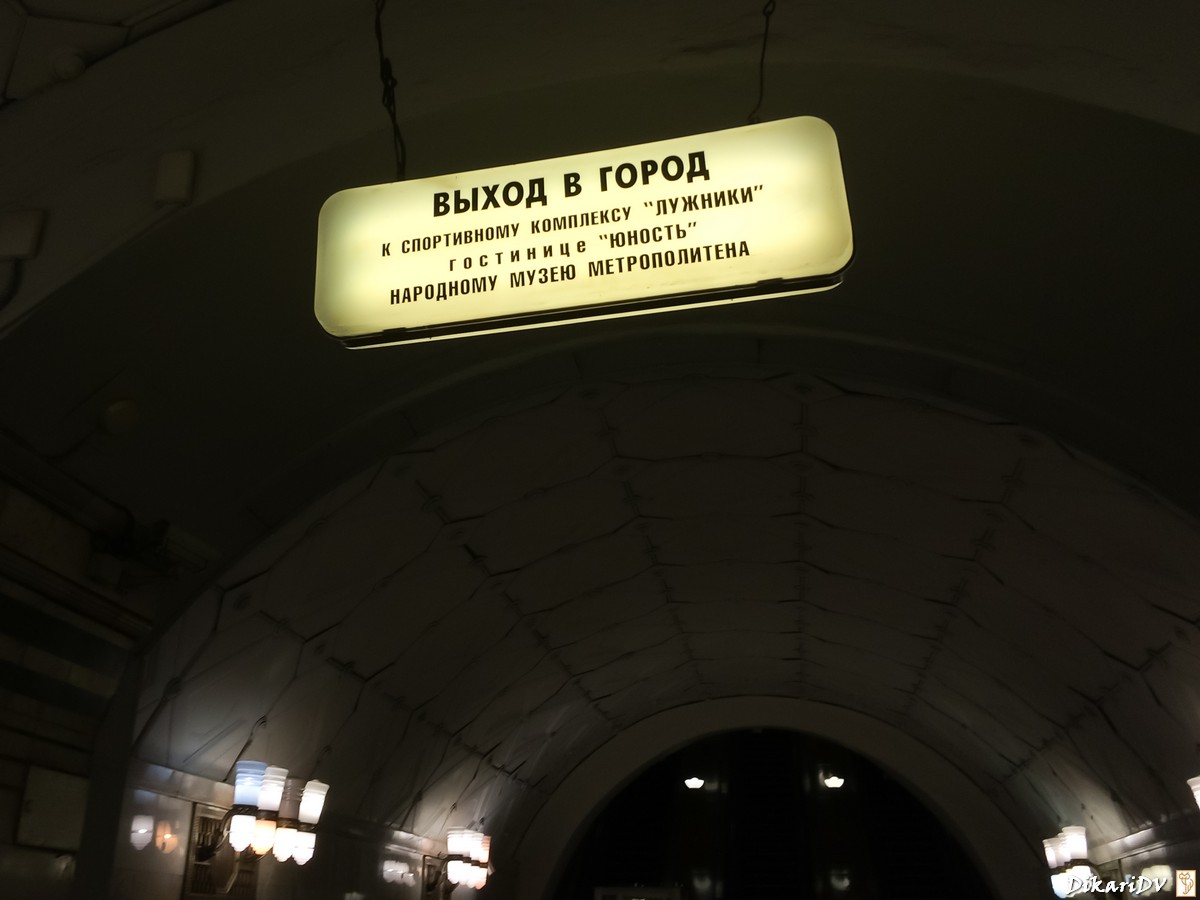 ВЫХОД В ГОРОД
К СПОРТИВНОМУ КОМПЛЕКСУ "ЛУЖНИКИ"
гостинице "ЮНОСТЬ"
НАРОДНОМУ МУЗЕЮ МЕТРОПОЛИТЕНА
DikariDV